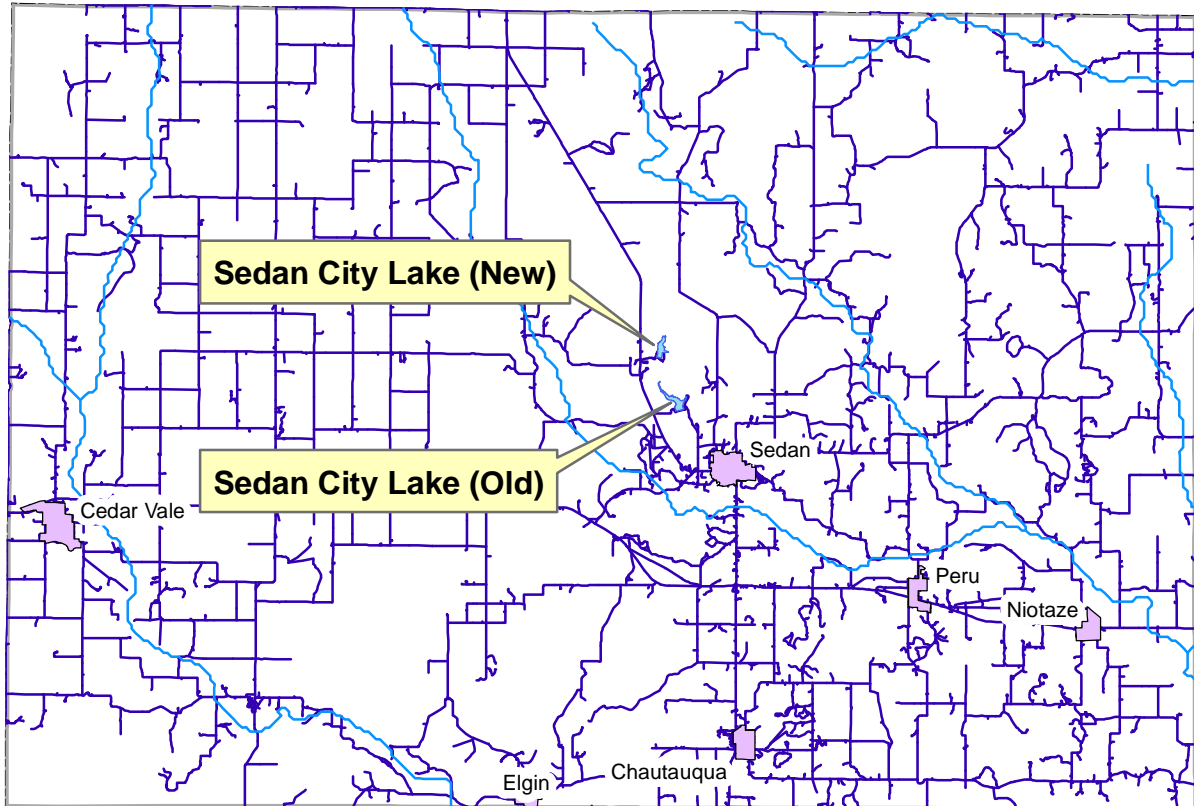 Sedan City Lake (New)
Sedan City Lake (Old)
Sedan
Cedar Vale
Peru
Niotaze
Chautauqua
Elgin